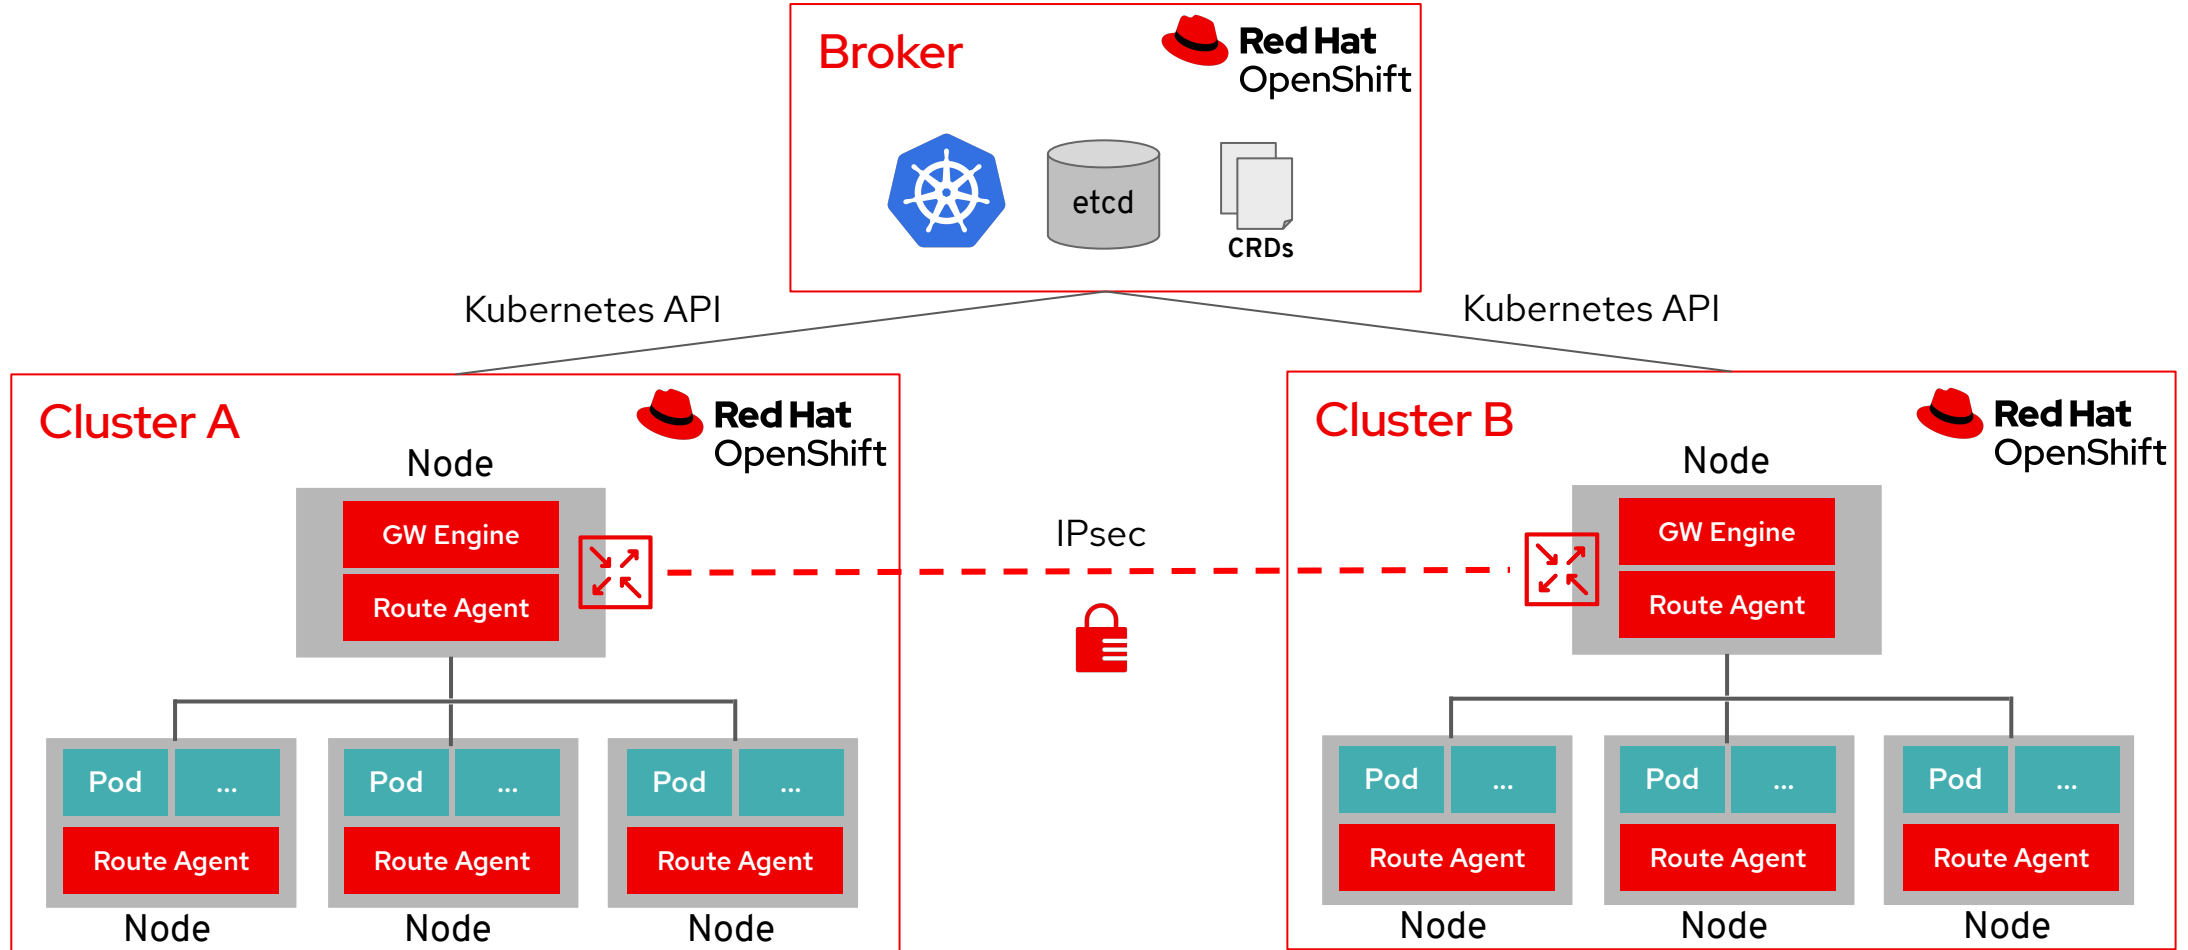 Broker
Red Hat
OpenShift
etcd
CRDs
Kubernetes API
Kubernetes API
Cluster A
Red Hat
OpenShift
Node
GW Engine
Route Agent
IPsec
Cluster B
Red Hat
OpenShift
Node
GW Engine
Route Agent
Pod
...
Route Agent
Node
Pod
...
Route Agent
Node
Pod
...
Route Agent
Node
Pod
...
Route Agent
Node
Pod
...
Route Agent
Node
Pod
...
Route Agent
Node